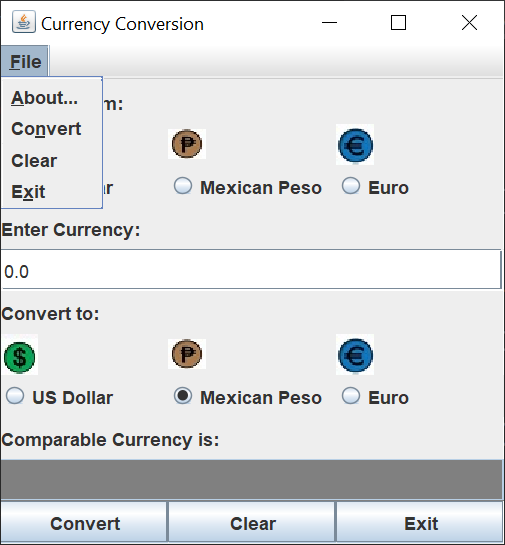 Currency Conversion
File
About...
Convert
Clear
Exit
Mexican Peso Euro
Enter Currency:
0.0
Convert to:
$ P €
US Dollar Mexican Peso Euro
Comparable Currency is:
Convert Clear Exit